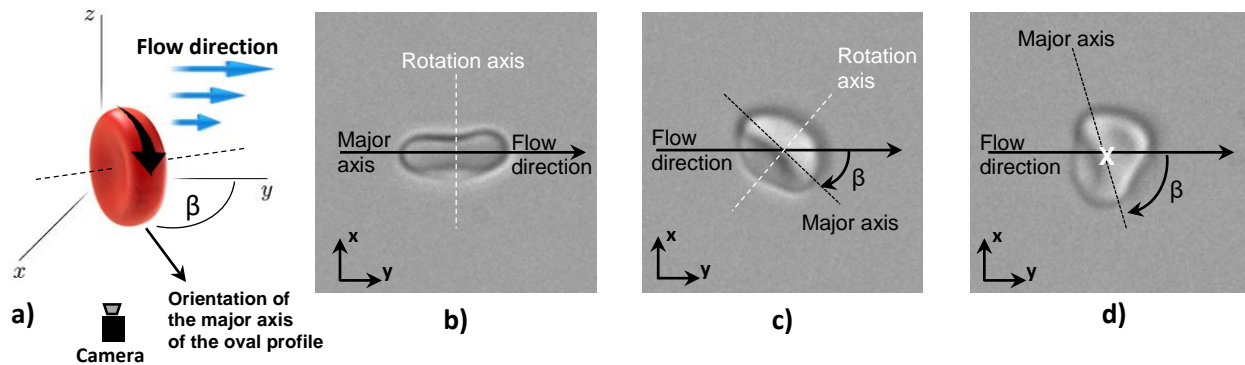 z
Flow direction
β
y
x
Orientation of
the major axis
of the oval profile
Camera
a)
Rotation axis
Major
axis
Flow
direction
x
y
b)
Rotation
axis
Flow
direction
β
Major axis
x
y
c)
Major axis
Flow
direction
X
β
x
y
d)